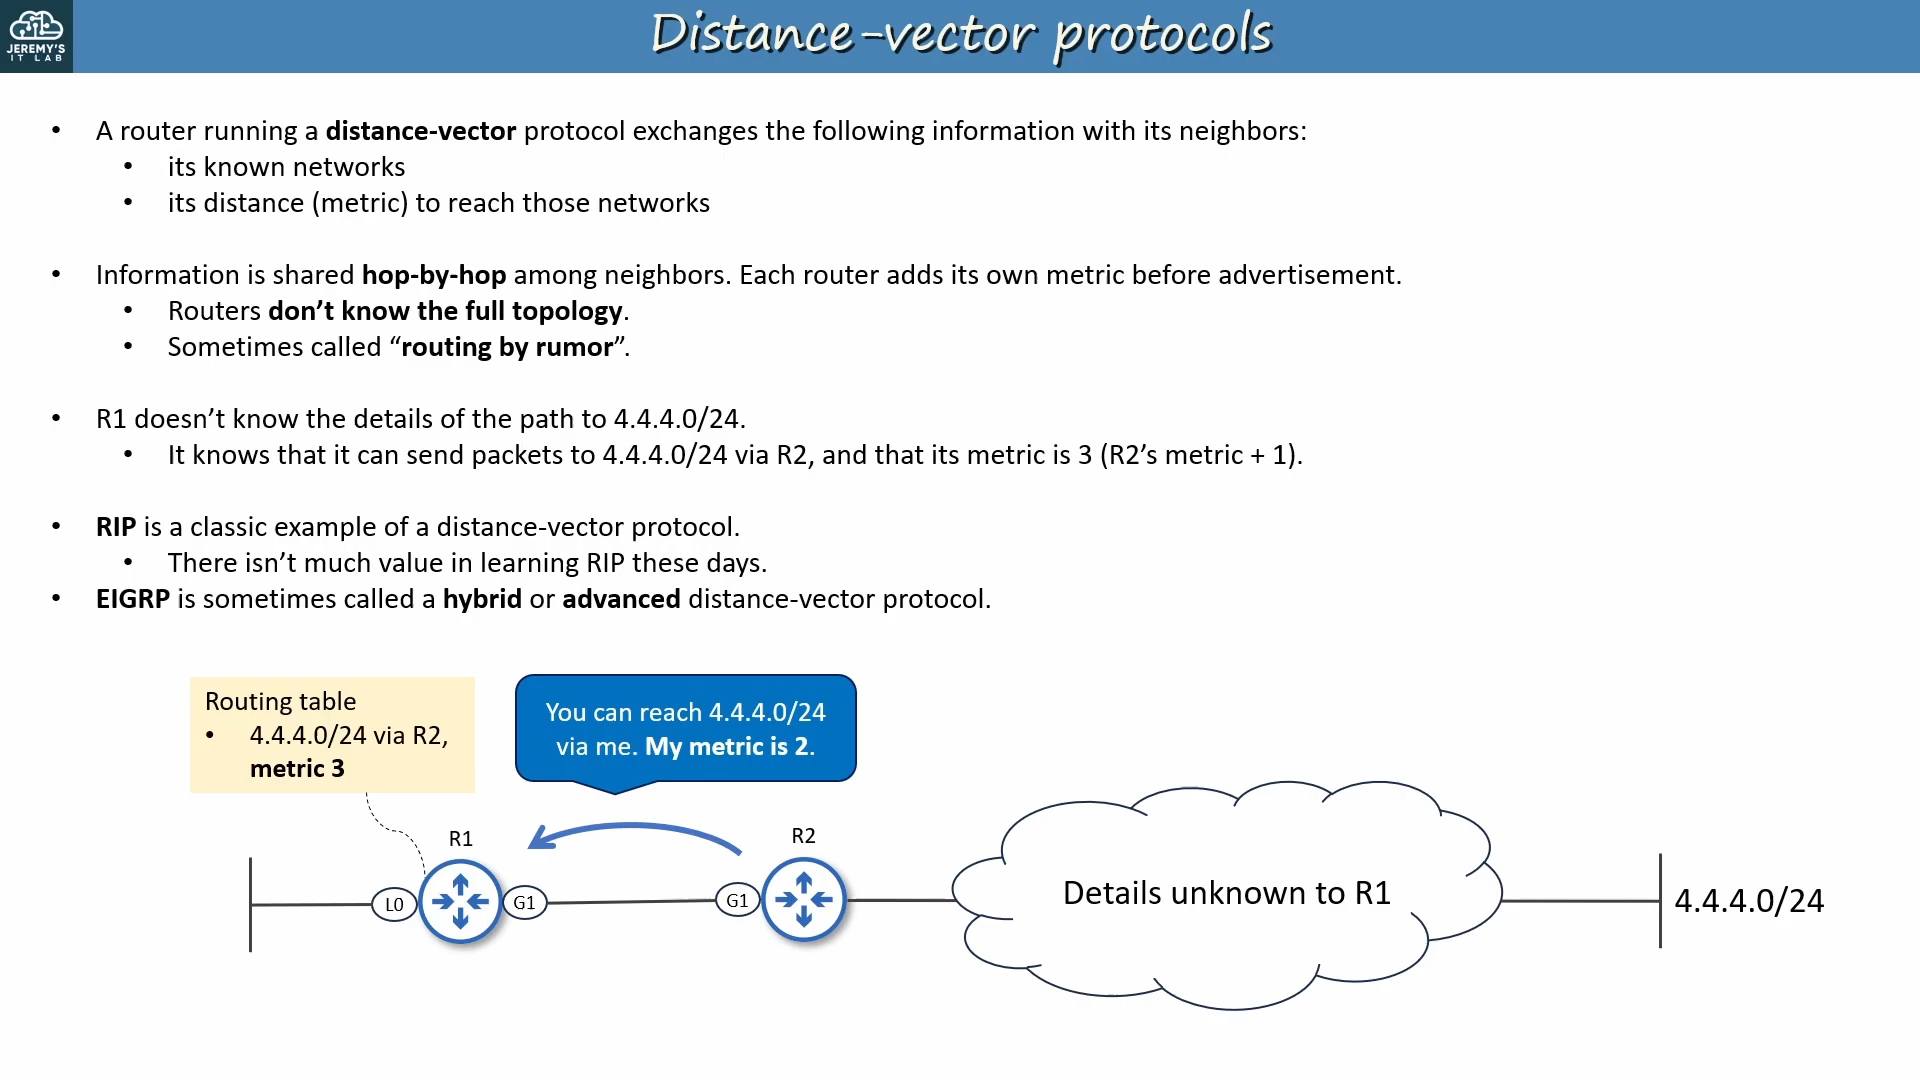 JEREMY'S
IT LAB
Distance-vector protocols
• A router running a distance-vector protocol exchanges the following information with its neighbors:
• its known networks
• its distance (metric) to reach those networks
• Information is shared hop-by-hop among neighbors. Each router adds its own metric before advertisement.
• Routers don’t know the full topology.
• Sometimes called “routing by rumor”.
• R1 doesn’t know the details of the path to 4.4.4.0/24.
• It knows that it can send packets to 4.4.4.0/24 via R2, and that its metric is 3 (R2’s metric + 1).
• RIP is a classic example of a distance-vector protocol.
• There isn’t much value in learning RIP these days.
• EIGRP is sometimes called a hybrid or advanced distance-vector protocol.
Routing table
• 4.4.4.0/24 via R2,
metric 3
You can reach 4.4.4.0/24
via me. My metric is 2.
R1
R2
L0
G1
G1
Details unknown to R1
4.4.4.0/24